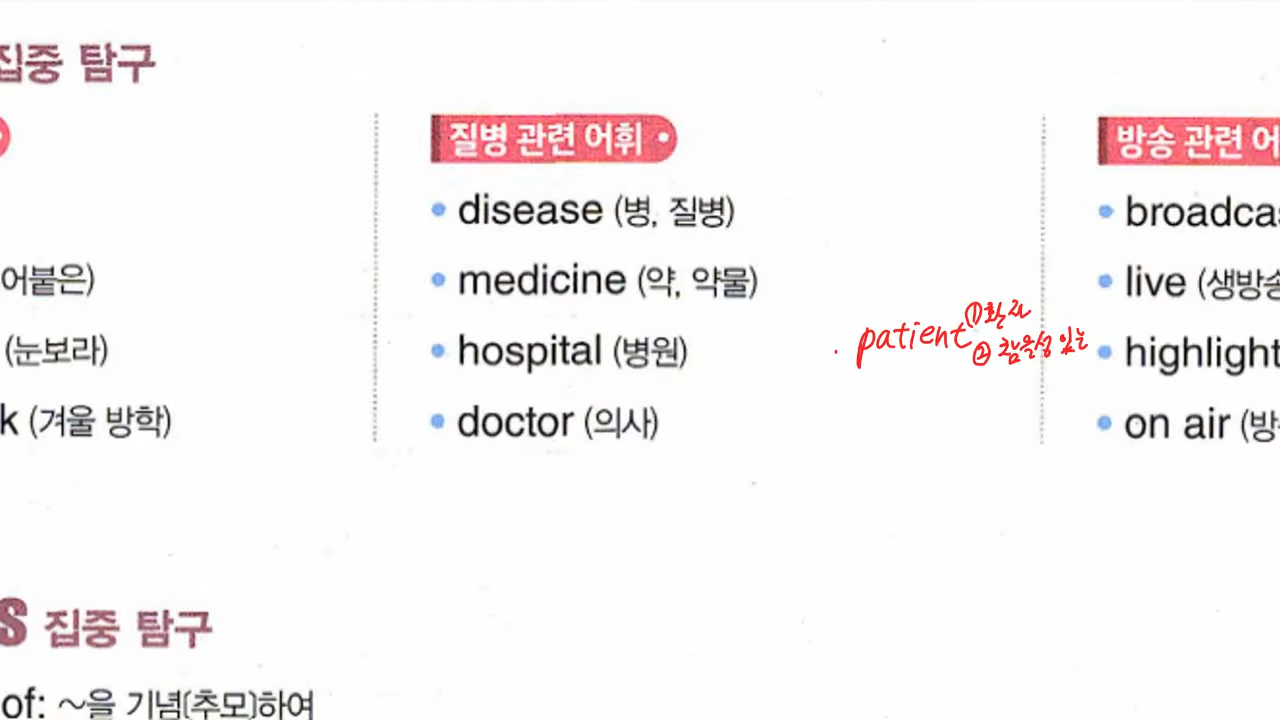 집중 탐구
어붙은)
(눈보라)
k (겨울 방학)
질병 관련 어휘
disease (병, 질병)
medicine (약, 약물)
hospital (병원)
doctor (의사)
patient ① 환자
② 참을성 있는
방송 관련 어
broadca
live (생방송
highlight
on air (방
S 집중 탐구
of: ～을 기념(추모)하여